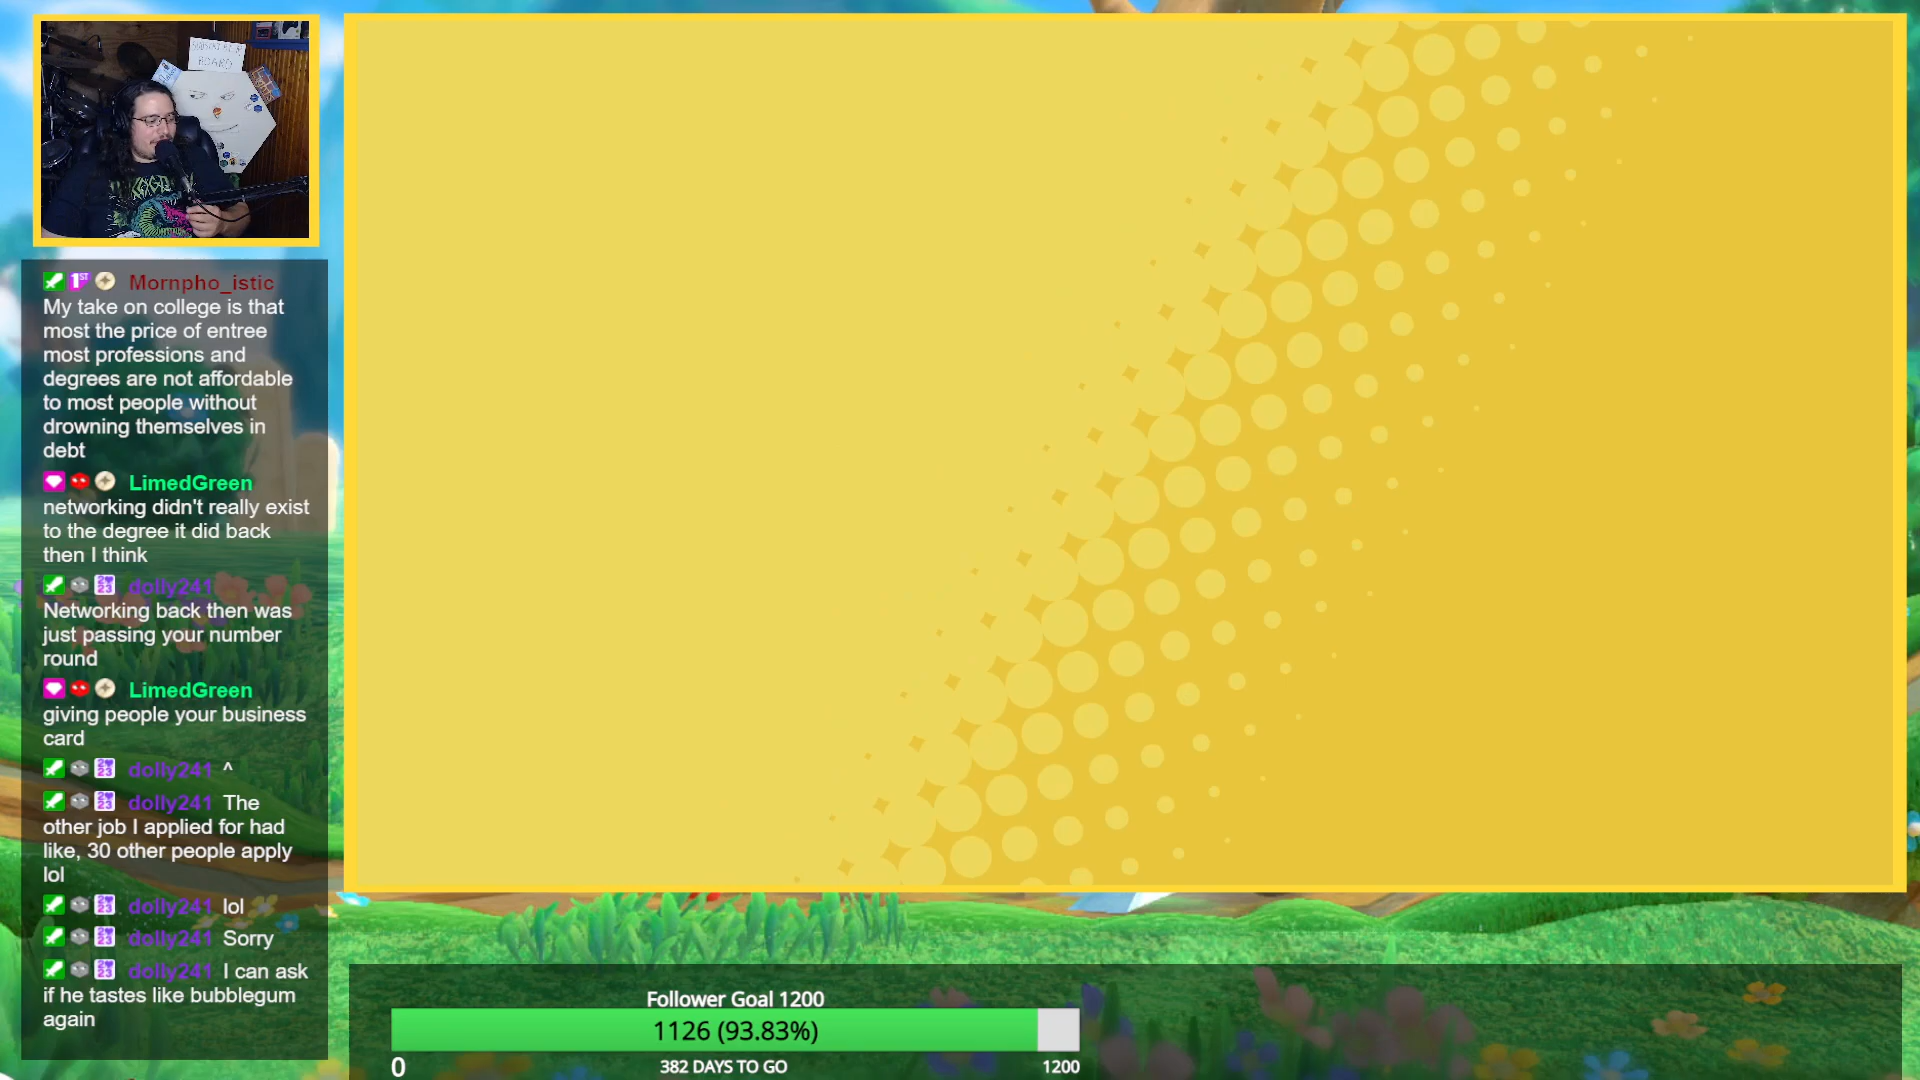 HOARD
Mornpho_istic
My take on college is that
most the price of entree
most professions and
degrees are not affordable
to most people without
drowning themselves in
debt
LimedGreen
networking didn't really exist
to the degree it did back
then I think
dolly241
Networking back then was
just passing your number
round
LimedGreen
giving people your business
card
dolly241 ^
dolly241 The
other job I applied for had
like, 30 other people apply
lol
dolly241 lol
dolly241 Sorry
dolly241 I can ask
if he tastes like bubblegum
again
Follower Goal 1200
1126 (93.83%)
0 382 DAYS TO GO 1200